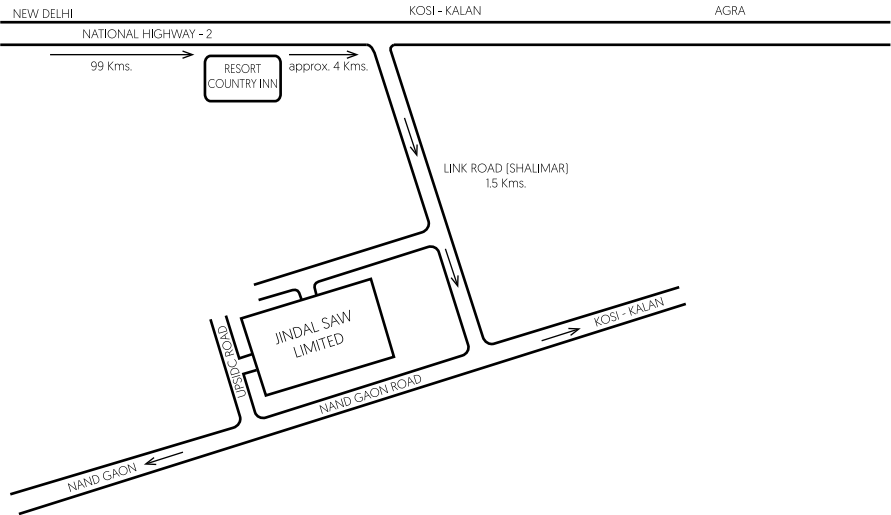 NEW DELHI
KOSI - KALAN
AGRA
NATIONAL HIGHWAY - 2
99 Kms.
RESORT
COUNTRY INN
approx. 4 Kms.
LINK ROAD [SHALIMAR]
1.5 Kms.
JINDAL SAW
LIMITED
UPSIDC ROAD
KOSI - KALAN
NAND GAON ROAD
NAND GAON